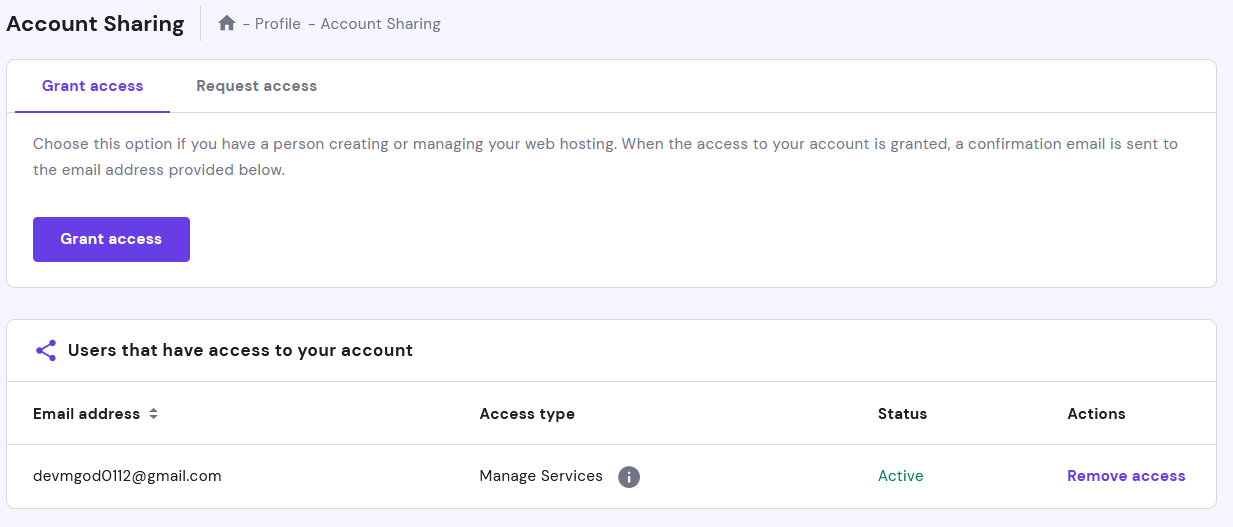 Account Sharing - Profile - Account Sharing
Grant access Request access
Choose this option if you have a person creating or managing your web hosting. When the access to your account is granted, a confirmation email is sent to
the email address provided below.
Grant access
Users that have access to your account
Email address Access type Status Actions
devmgod0112@gmail.com Manage Services Active Remove access